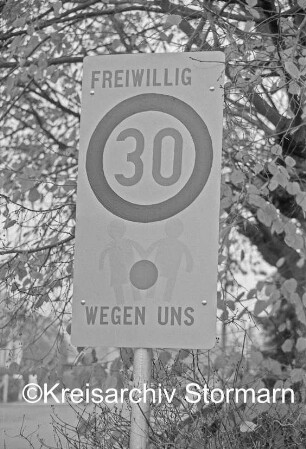 FREIWILLIG
30
WEGEN UNS
©Kreisarchiv Stormarn